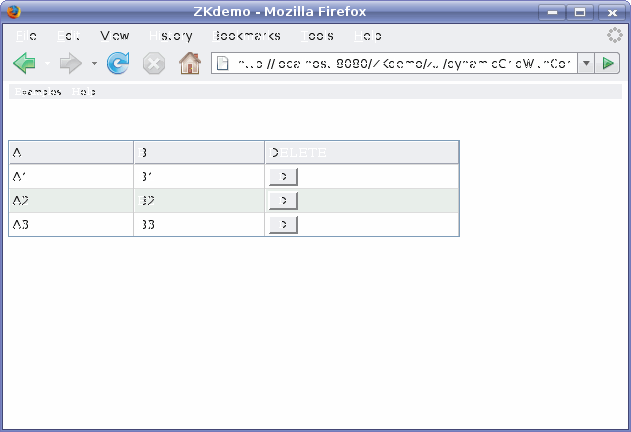 ZKdemo - Mozilla Firefox
File Edit View History Bookmarks Tools Help
http://localhost:8080/ZKdemo/zul/dynamicGridWithCor
Examples Help
A B DELETE
A1 B1 D
A2 B2 D
A3 B3 D